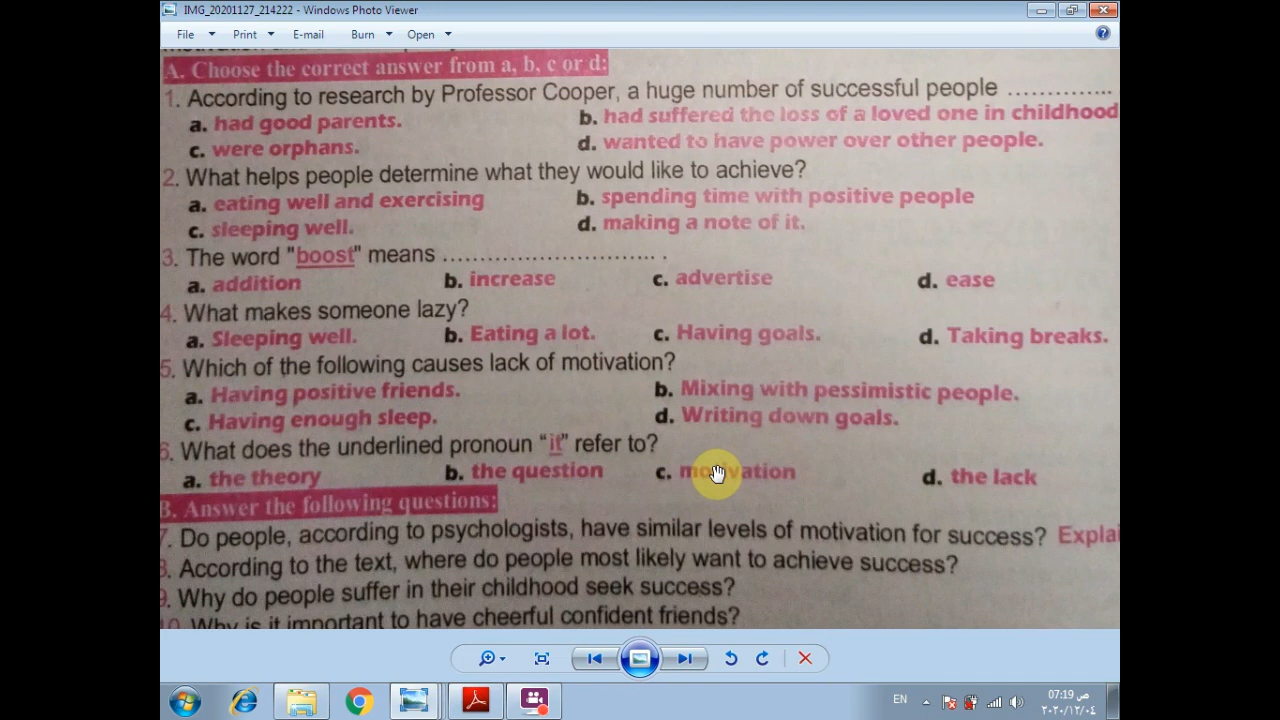 IMG_20201127_214222 - Windows Photo Viewer
File Print E-mail Burn Open
A. Choose the correct answer from a, b, c or d:
1. According to research by Professor Cooper, a huge number of successful people ..............
a. had good parents. b. had suffered the loss of a loved one in childhood
c. were orphans. d. wanted to have power over other people.
2. What helps people determine what they would like to achieve?
a. eating well and exercising b. spending time with positive people
c. sleeping well. d. making a note of it.
3. The word "boost" means ............................. .
a. addition b. increase c. advertise d. ease
4. What makes someone lazy?
a. Sleeping well. b. Eating a lot. c. Having goals. d. Taking breaks.
5. Which of the following causes lack of motivation?
a. Having positive friends. b. Mixing with pessimistic people.
c. Having enough sleep. d. Writing down goals.
6. What does the underlined pronoun "it" refer to?
a. the theory b. the question c. motivation d. the lack
B. Answer the following questions:
7. Do people, according to psychologists, have similar levels of motivation for success? Explai
8. According to the text, where do people most likely want to achieve success?
9. Why do people suffer in their childhood seek success?
10. Why is it important to have cheerful confident friends?
EN
07:19 ص
٢٠٢٠/١٢/٠٤